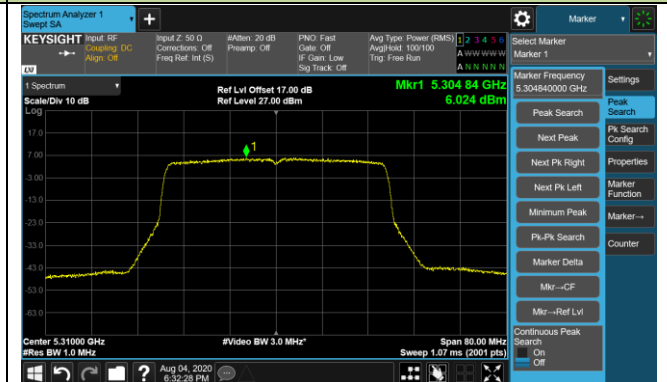 Spectrum Analyzer 1
Swept SA
+
Marker
KEYSIGHT
Input: RF
Coupling: DC
Align: Off
Input Z: 50 Ω
Corrections: Off
Freq Ref: Int (S)
#Atten: 20 dB
Preamp: Off
PNO: Fast
Gate: Off
IF Gain: Low
Sig Track: Off
Avg Type: Power (RMS)
Avg|Hold: 100/100
Trig: Free Run
1 2 3 4 5 6
A W W W W W
A N N N N N
LXI
Select Marker
Marker 1
1 Spectrum
Scale/Div 10 dB
Log
Ref Lvl Offset 17.00 dB
Ref Level 27.00 dBm
Mkr1 5.304 84 GHz
6.024 dBm
17.0
7.00
-3.00
-13.0
-23.0
-33.0
-43.0
-53.0
-63.0
1
Center 5.31000 GHz
#Res BW 1.0 MHz
#Video BW 3.0 MHz*
Span 80.00 MHz
Sweep 1.07 ms (2001 pts)
Marker Frequency
5.304840000 GHz
Peak Search
Next Peak
Next Pk Right
Next Pk Left
Minimum Peak
Pk-Pk Search
Marker Delta
Mkr→CF
Mkr→Ref Lvl
Continuous Peak
Search
On
Off
Settings
Peak
Search
Pk Search
Config
Properties
Marker
Function
Marker→
Counter
?
Aug 04, 2020
6:32:28 PM